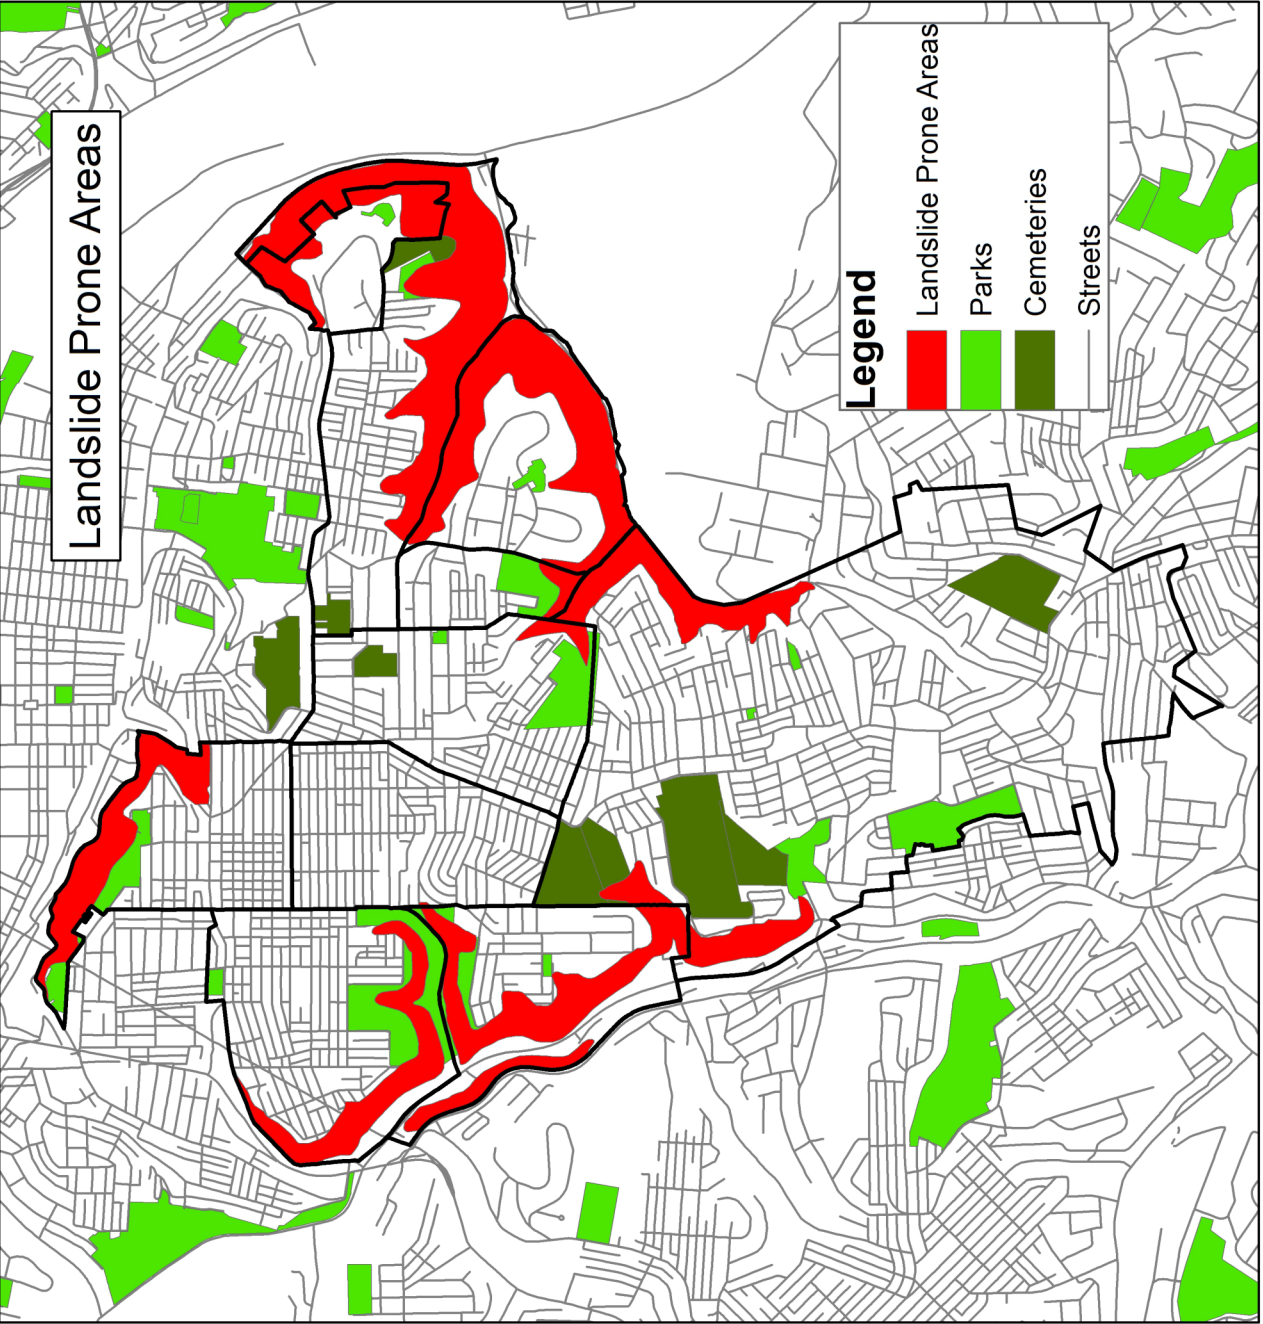 Landslide Prone Areas
Legend
Landslide Prone Areas
Parks
Cemeteries
Streets